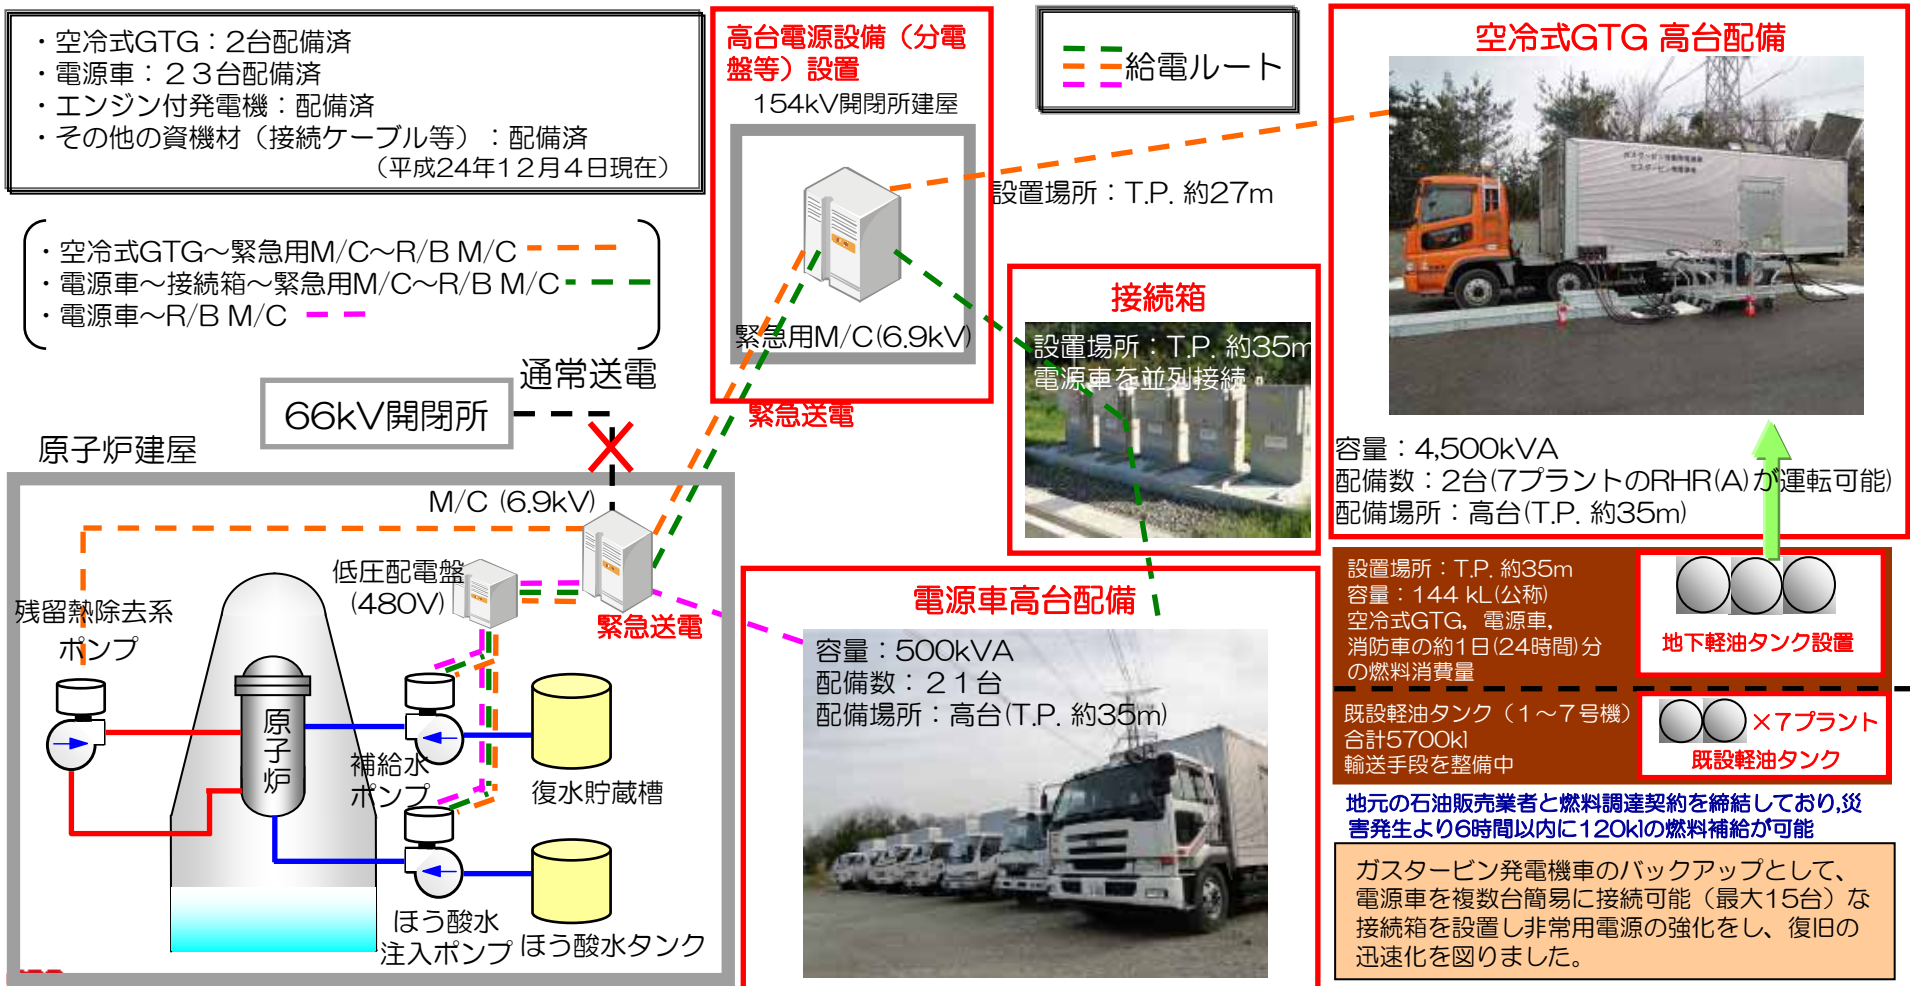 ・空冷式GTG：2台配備済
・電源車：２３台配備済
・エンジン付発電機：配備済
・その他の資機材（接続ケーブル等）：配備済
（平成24年１２月４日現在）
・空冷式GTG～緊急用M/C～R/B M/C
・電源車～接続箱～緊急用M/C～R/B M/C
・電源車～R/B M/C
高台電源設備（分電
盤等）設置
154kV開閉所建屋
緊急用M/C(6.9kV)
給電ルート
設置場所：T.P. 約27m
空冷式GTG 高台配備
容量：4,500kVA
配備数：2台(7プラントのRHR(A)が運転可能)
配備場所：高台(T.P. 約35m)
接続箱
設置場所：T.P. 約35m
電源車を並列接続
通常送電
66kV開閉所
緊急送電
原子炉建屋
M/C (6.9kV)
低圧配電盤
(480V)
緊急送電
残留熱除去系
ポンプ
原子炉
補給水
ポンプ
復水貯蔵槽
ほう酸水
注入ポンプ
ほう酸水タンク
電源車高台配備
容量：500kVA
配備数：２１台
配備場所：高台(T.P. 約35m)
設置場所：T.P. 約35m
容量：144 kL(公称)
空冷式GTG，電源車，
消防車の約1日(24時間)分
の燃料消費量
地下軽油タンク設置
既設軽油タンク（１～７号機）
合計5700kl
輸送手段を整備中
×7プラント
既設軽油タンク
地元の石油販売業者と燃料調達契約を締結しており,災
害発生より6時間以内に120klの燃料補給が可能
ガスタービン発電機車のバックアップとして、
電源車を複数台簡易に接続可能（最大15台）な
接続箱を設置し非常用電源の強化をし、復旧の
迅速化を図りました。